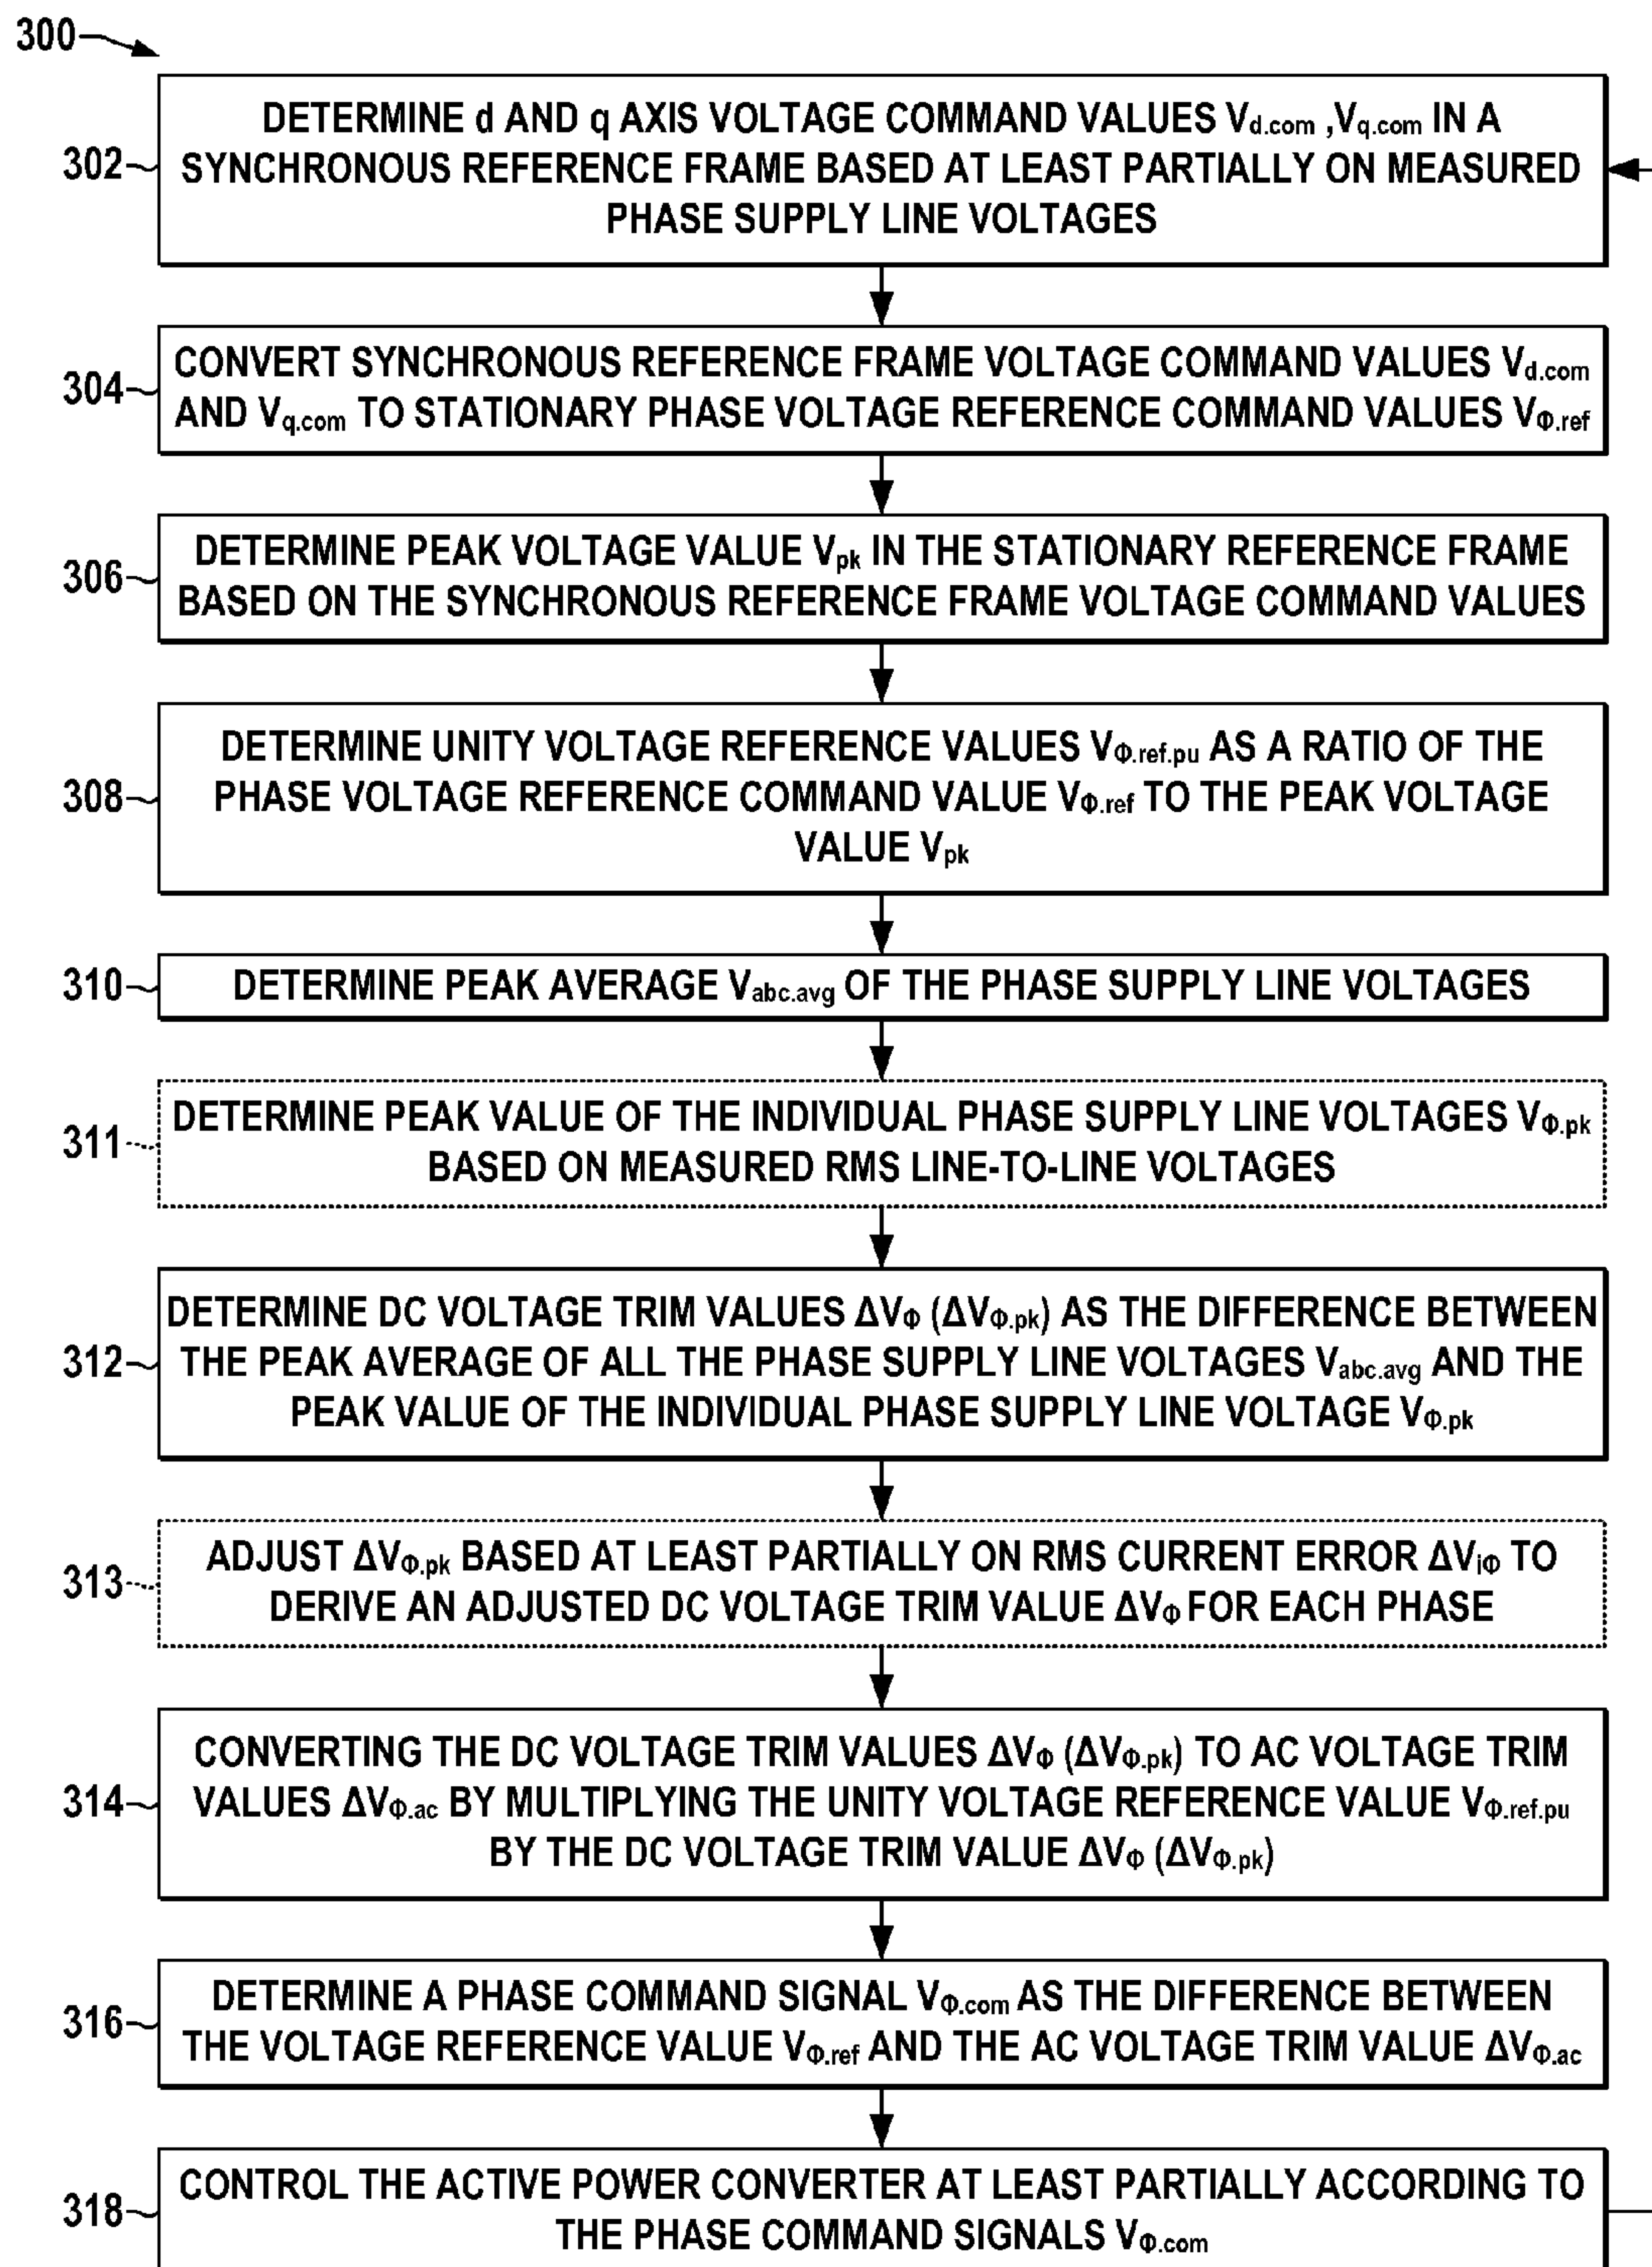 300
302
DETERMINE d AND q AXIS VOLTAGE COMMAND VALUES Vd.com ,Vq.com IN A
SYNCHRONOUS REFERENCE FRAME BASED AT LEAST PARTIALLY ON MEASURED
PHASE SUPPLY LINE VOLTAGES
304
CONVERT SYNCHRONOUS REFERENCE FRAME VOLTAGE COMMAND VALUES Vd.com
AND Vq.com TO STATIONARY PHASE VOLTAGE REFERENCE COMMAND VALUES VΦ.ref
306
DETERMINE PEAK VOLTAGE VALUE Vpk IN THE STATIONARY REFERENCE FRAME
BASED ON THE SYNCHRONOUS REFERENCE FRAME VOLTAGE COMMAND VALUES
308
DETERMINE UNITY VOLTAGE REFERENCE VALUES VΦ.ref.pu AS A RATIO OF THE
PHASE VOLTAGE REFERENCE COMMAND VALUE VΦ.ref TO THE PEAK VOLTAGE
VALUE Vpk
310
DETERMINE PEAK AVERAGE Vabc.avg OF THE PHASE SUPPLY LINE VOLTAGES
311
DETERMINE PEAK VALUE OF THE INDIVIDUAL PHASE SUPPLY LINE VOLTAGES VΦ.pk
BASED ON MEASURED RMS LINE-TO-LINE VOLTAGES
312
DETERMINE DC VOLTAGE TRIM VALUES ΔVΦ (ΔVΦ.pk) AS THE DIFFERENCE BETWEEN
THE PEAK AVERAGE OF ALL THE PHASE SUPPLY LINE VOLTAGES Vabc.avg AND THE
PEAK VALUE OF THE INDIVIDUAL PHASE SUPPLY LINE VOLTAGE VΦ.pk
313
ADJUST ΔVΦ.pk BASED AT LEAST PARTIALLY ON RMS CURRENT ERROR ΔViΦ TO
DERIVE AN ADJUSTED DC VOLTAGE TRIM VALUE ΔVΦ FOR EACH PHASE
314
CONVERTING THE DC VOLTAGE TRIM VALUES ΔVΦ (ΔVΦ.pk) TO AC VOLTAGE TRIM
VALUES ΔVΦ.ac BY MULTIPLYING THE UNITY VOLTAGE REFERENCE VALUE VΦ.ref.pu
BY THE DC VOLTAGE TRIM VALUE ΔVΦ (ΔVΦ.pk)
316
DETERMINE A PHASE COMMAND SIGNAL VΦ.com AS THE DIFFERENCE BETWEEN
THE VOLTAGE REFERENCE VALUE VΦ.ref AND THE AC VOLTAGE TRIM VALUE ΔVΦ.ac
318
CONTROL THE ACTIVE POWER CONVERTER AT LEAST PARTIALLY ACCORDING TO
THE PHASE COMMAND SIGNALS VΦ.com